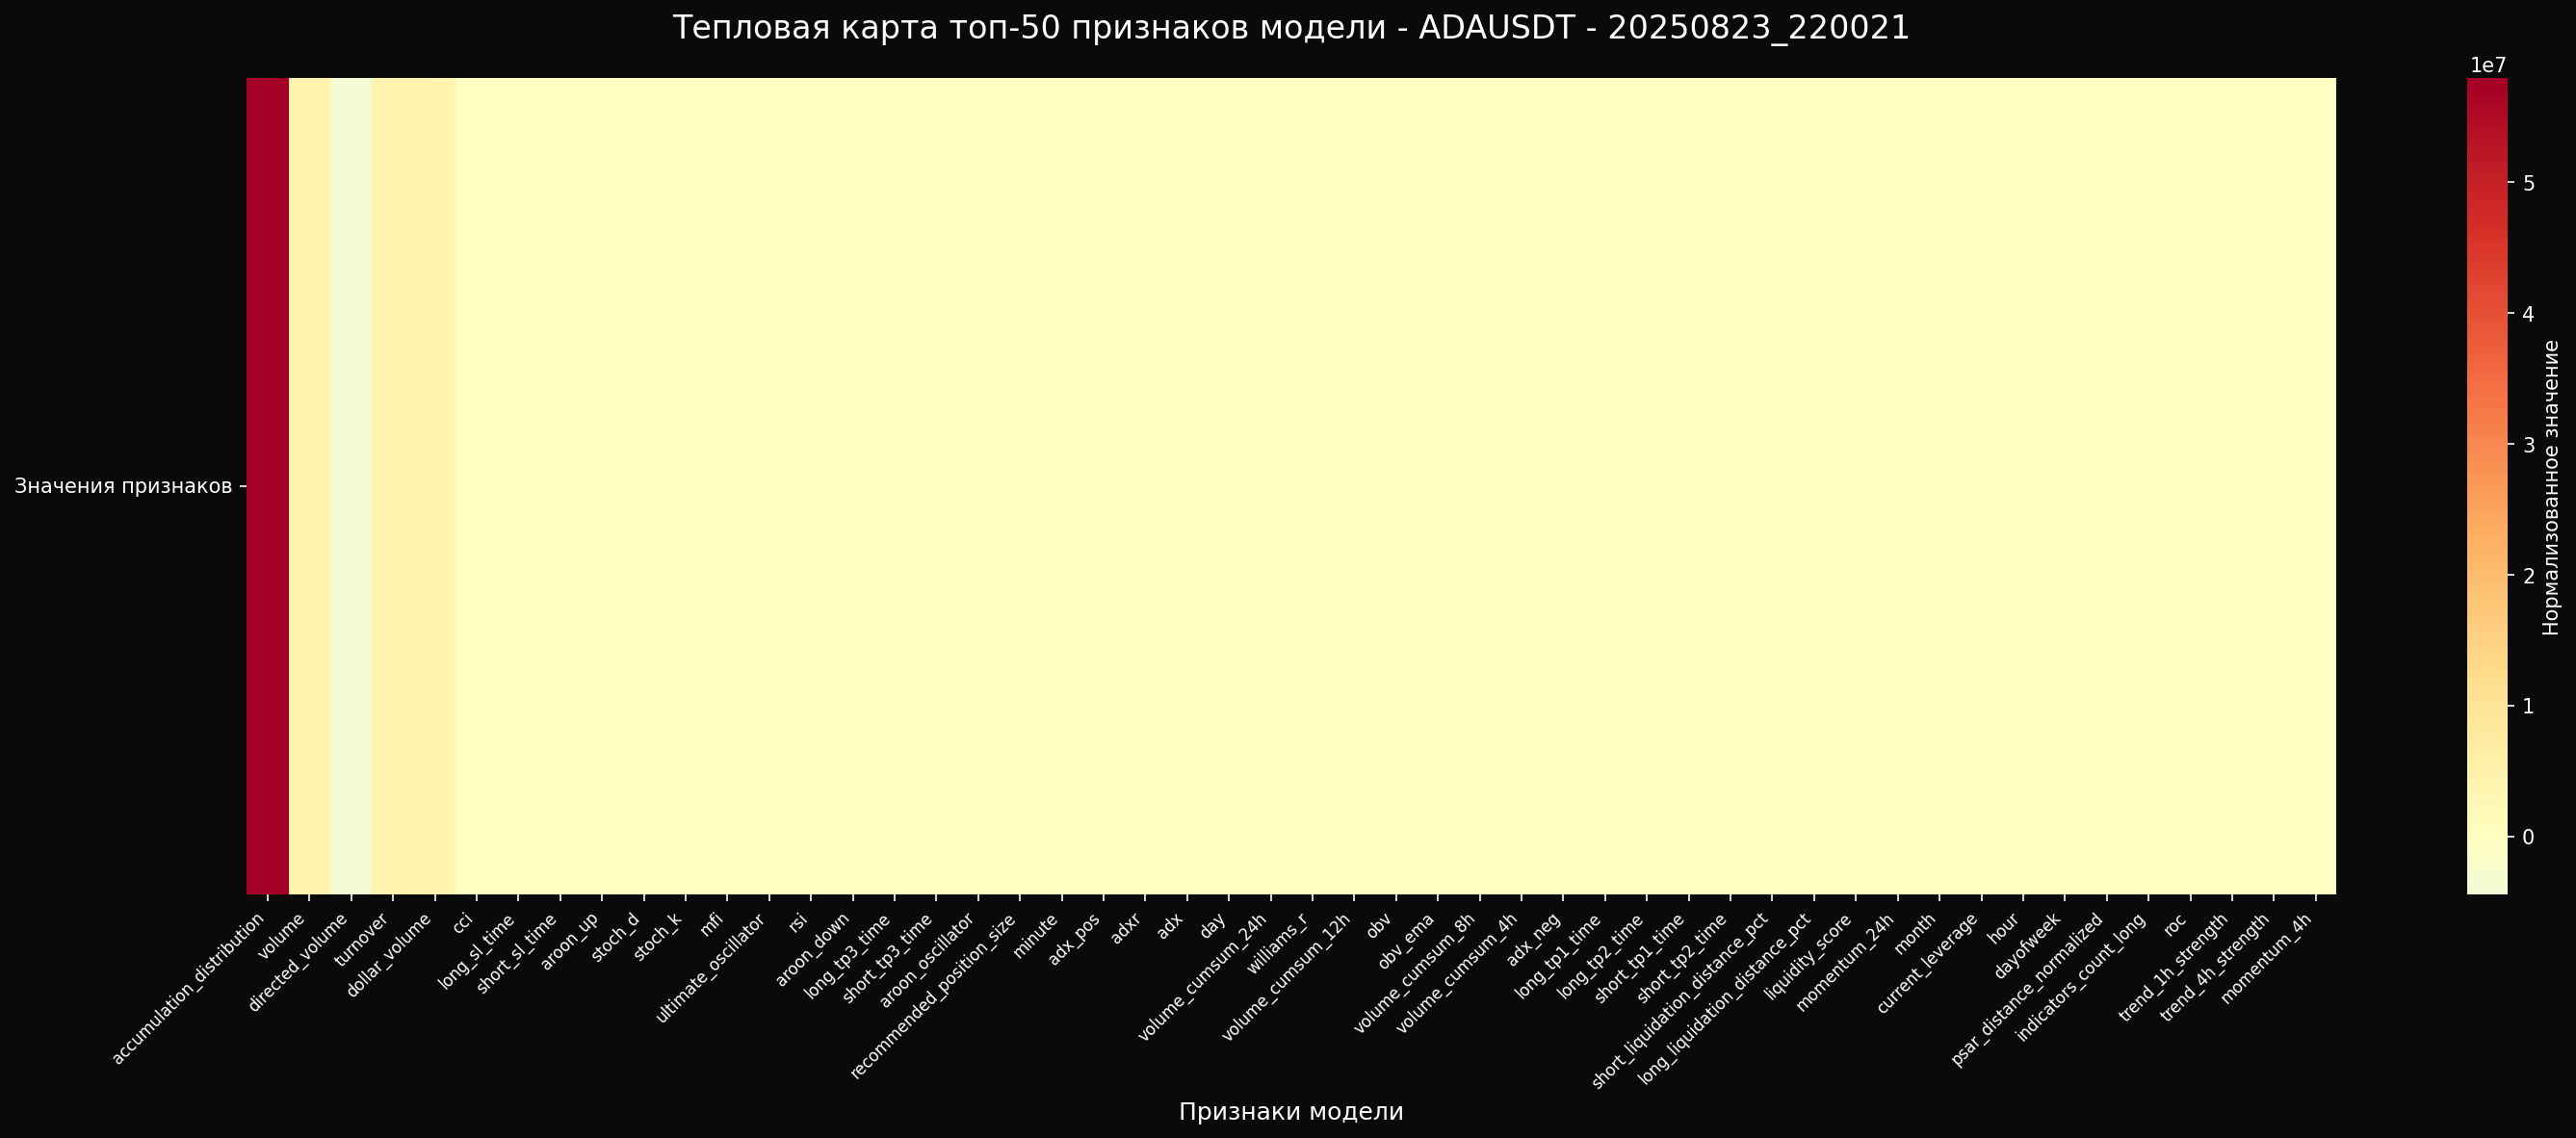 Тепловая карта топ-50 признаков модели - ADAUSDT - 20250823_220021
1e7
5
4
3
2
1
0
Нормализованное значение
Значения признаков
accumulation_distribution
volume
directed_volume
turnover
dollar_volume
cci
long_sl_time
short_sl_time
aroon_up
stoch_d
stoch_k
mfi
ultimate_oscillator
rsi
aroon_down
long_tp3_time
short_tp3_time
aroon_oscillator
recommended_position_size
minute
adx_pos
adxr
adx
day
volume_cumsum_24h
williams_r
volume_cumsum_12h
obv
obv_ema
volume_cumsum_8h
volume_cumsum_4h
adx_neg
long_tp1_time
long_tp2_time
short_tp1_time
short_tp2_time
short_liquidation_distance_pct
long_liquidation_distance_pct
liquidity_score
momentum_24h
month
current_leverage
hour
dayofweek
psar_distance_normalized
indicators_count_long
roc
trend_1h_strength
trend_4h_strength
momentum_4h
Признаки модели